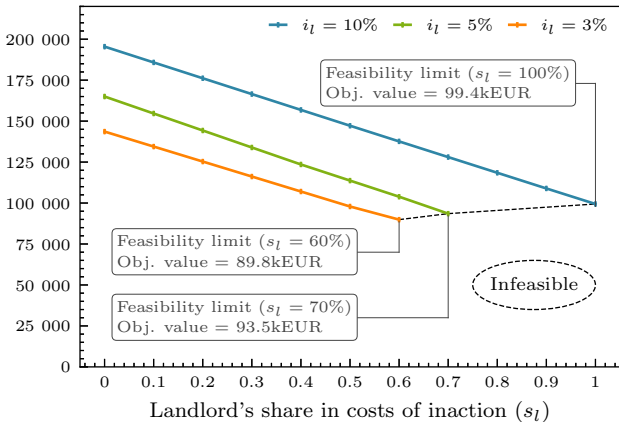 i_l = 10% i_l = 5% i_l = 3%
200 000
175 000
150 000
125 000
100 000
75 000
50 000
25 000
0
Feasibility limit (s_l = 100%)
Obj. value = 99.4kEUR
Feasibility limit (s_l = 60%)
Obj. value = 89.8kEUR
Feasibility limit (s_l = 70%)
Obj. value = 93.5kEUR
Infeasible
0 0.1 0.2 0.3 0.4 0.5 0.6 0.7 0.8 0.9 1
Landlord's share in costs of inaction (s_l)